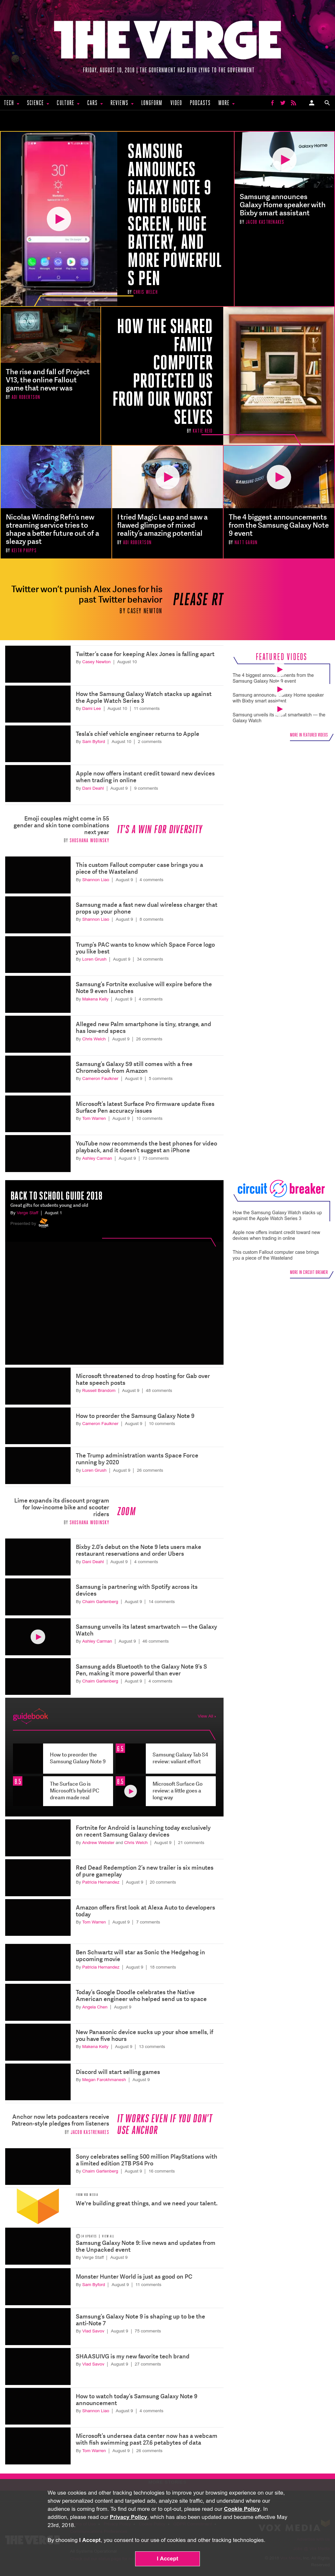 THE VERGE
FRIDAY, AUGUST 10, 2018 | THE GOVERNMENT HAS BEEN LYING TO THE GOVERNMENT
TECH SCIENCE CULTURE CARS REVIEWS LONGFORM VIDEO PODCASTS MORE
SAMSUNG
ANNOUNCES
GALAXY NOTE 9
WITH BIGGER
SCREEN, HUGE
BATTERY, AND
MORE POWERFUL
S PEN
BY CHRIS WELCH
Galaxy Home
Samsung announces
Galaxy Home speaker with
Bixby smart assistant
BY JACOB KASTRENAKES
The rise and fall of Project
V13, the online Fallout
game that never was
BY ADI ROBERTSON
HOW THE SHARED
FAMILY
COMPUTER
PROTECTED US
FROM OUR WORST
SELVES
BY KATIE REID
Nicolas Winding Refn's new
streaming service tries to
shape a better future out of a
sleazy past
BY KELSO PHIPPS
I tried Magic Leap and saw a
flawed glimpse of mixed
reality's amazing potential
BY ADI ROBERTSON
The 4 biggest announcements
from the Samsung Galaxy Note
9 event
Twitter won't punish Alex Jones for his
past Twitter behavior
BY CASEY NEWTON
PLEASE RT
Twitter's case for keeping Alex Jones is falling apart
By Casey Newton | August 10
How the Samsung Galaxy Watch stacks up against
the Apple Watch Series 3
By Dami Lee | August 10 | 11 comments
Tesla's chief vehicle engineer returns to Apple
By Sam Byford | August 10 | 2 comments
Apple now offers instant credit toward new devices
when trading in online
By Dani Deahl | August 9 | 9 comments
FEATURED VIDEOS
The 4 biggest announcements from the
Samsung Galaxy Note 9 event
Samsung announces Galaxy Home speaker
with Bixby smart assistant
Samsung unveils its latest smartwatch — the
Galaxy Watch
MORE IN FEATURED VIDEOS
Emoji couples might come in 55
gender and skin tone combinations
next year
BY SHOSHANA WODINSKY
IT'S A WIN FOR DIVERSITY
This custom Fallout computer case brings you a
piece of the Wasteland
By Shannon Liao | August 9 | 6 comments
Samsung made a fast new dual wireless charger that
props up your phone
By Shannon Liao | August 9 | 8 comments
Trump's PAC wants to know which Space Force logo
you like best
By Loren Grush | August 9 | 34 comments
Samsung's Fortnite exclusive will expire before the
Note 9 even launches
By Makena Kelly | August 9 | 4 comments
Alleged new Palm smartphone is tiny, strange, and
has low-end specs
By Chris Welch | August 9 | 26 comments
Samsung's Galaxy S9 still comes with a free
Chromebook from Amazon
By Cameron Faulkner | August 9 | 5 comments
Microsoft's latest Surface Pro firmware update fixes
Surface Pen accuracy issues
By Tom Warren | August 9 | 10 comments
YouTube now recommends the best phones for video
playback, and it doesn't suggest an iPhone
By Ashley Carman | August 9 | 73 comments
BACK TO SCHOOL GUIDE 2018
Great gifts for students young and old
By Verge Staff | August 1
Presented by
circuit breaker
How the Samsung Galaxy Watch stacks up
against the Apple Watch Series 3
Apple now offers instant credit toward new
devices when trading in online
This custom Fallout computer case brings
you a piece of the Wasteland
MORE IN CIRCUIT BREAKER
Microsoft threatened to drop hosting for Gab over
hate speech posts
By Russell Brandom | August 9 | 46 comments
How to preorder the Samsung Galaxy Note 9
By Cameron Faulkner | August 9 | 10 comments
The Trump administration wants Space Force
running by 2020
By Loren Grush | August 9 | 26 comments
Lime expands its discount program
for low-income bike and scooter
riders
BY SHOSHANA WODINSKY
ZOOM
Bixby 2.0's debut on the Note 9 lets users make
restaurant reservations and order Ubers
By Dani Deahl | August 9 | 4 comments
Samsung is partnering with Spotify across its
devices
By Chaim Gartenberg | August 9 | 14 comments
Samsung unveils its latest smartwatch — the Galaxy
Watch
By Ashley Carman | August 9 | 46 comments
Samsung adds Bluetooth to the Galaxy Note 9's S
Pen, making it more powerful than ever
By Chaim Gartenberg | August 9 | 6 comments
guidebook
How to preorder the
Samsung Galaxy Note 9
Samsung Galaxy Tab S4
review: valiant effort
The Surface Go is
Microsoft's hybrid PC
dream made real
Microsoft Surface Go
review: a little goes a
long way
Fortnite for Android is launching today exclusively
on recent Samsung Galaxy devices
By Andrew Webster and Chris Welch | August 9 | 21 comments
Red Dead Redemption 2's new trailer is six minutes
of pure gameplay
By Patricia Hernandez | August 9 | 20 comments
Amazon offers first look at Alexa Auto to developers
today
By Tom Warren | August 9 | 7 comments
Ben Schwartz will star as Sonic the Hedgehog in
upcoming movie
By Patricia Hernandez | August 9 | 19 comments
Today's Google Doodle celebrates the Native
American engineer who helped send us to space
By Angela Chen | August 9
New Panasonic device sucks up your shoe smells, if
you have five hours
By Makena Kelly | August 9 | 13 comments
Discord will start selling games
By Megan Farokhmanesh | August 9
Anchor now lets podcasters receive
Patreon-style pledges from listeners
BY JACOB KASTRENAKES
IT WORKS EVEN IF YOU DON'T
USE ANCHOR
Sony celebrates selling 500 million PlayStations with
a limited edition 2TB PS4 Pro
By Chaim Gartenberg | August 9 | 16 comments
We're building great things, and we need your talent.
Samsung Galaxy Note 9: live news and updates from
the Unpacked event
By Verge Staff | August 9
Monster Hunter World is just as good on PC
By Sam Byford | August 9 | 11 comments
Samsung's Galaxy Note 9 is shaping up to be the
anti-Note 7
By Vlad Savov | August 9 | 75 comments
SHAASUIVG is my new favorite tech brand
By Vlad Savov | August 9 | 27 comments
How to watch today's Samsung Galaxy Note 9
announcement
By Shannon Liao | August 9 | 4 comments
Microsoft's undersea data center now has a webcam
with fish swimming past 27.6 petabytes of data
By Tom Warren | August 9 | 26 comments
We use cookies and other tracking technologies to improve your browsing experience on our site,
show personalized content and targeted ads, analyze site traffic, and understand where our
audience is coming from. To find out more or to opt-out, please read our Cookie Policy. In
addition, please read our Privacy Policy, which has also been updated and became effective May
23rd, 2018.
THE VERGE
VOX MEDIA
By choosing I Accept, you consent to our use of cookies and other tracking technologies.
I Accept